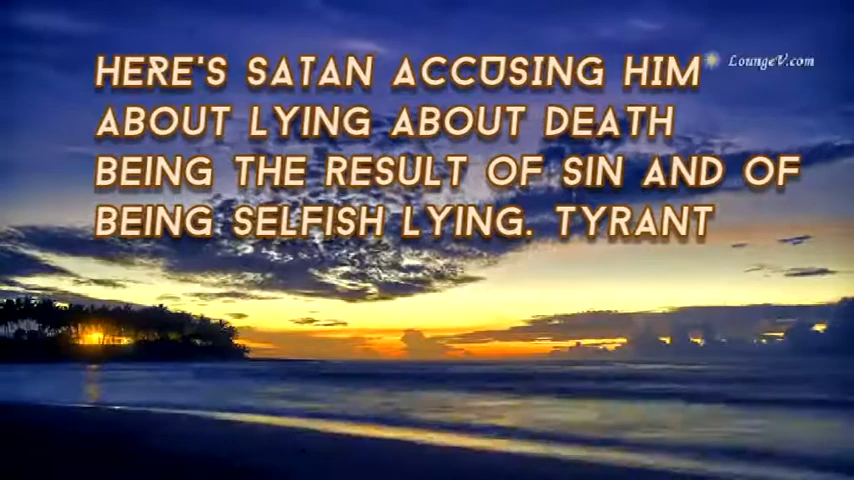 HERE'S SATAN ACCUSING HIM
ABOUT LYING ABOUT DEATH
BEING THE RESULT OF SIN AND OF
BEING SELFISH LYING. TYRANT
LoungeV.com